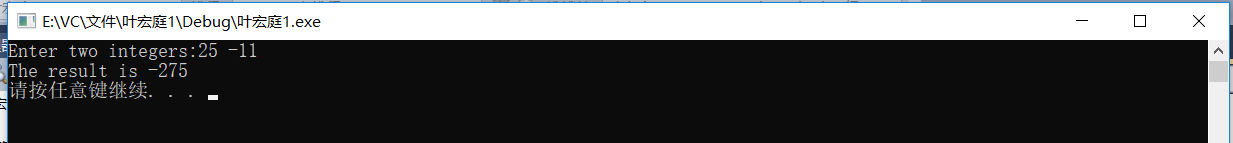 E:\VC\文件\叶宏庭1\Debug\叶宏庭1.exe
Enter two integers:25 -11
The result is -275
请按任意键继续. . .